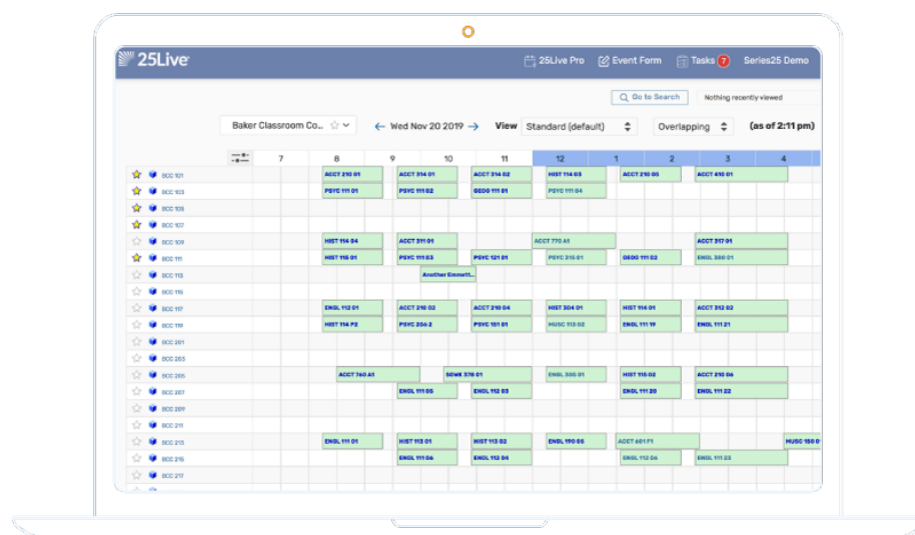 25Live
25Live Pro Event Form Tasks 7 Series25 Demo
Go to Search Nothing recently viewed
Baker Classroom Co... Wed Nov 20 2019 View Standard (default) Overlapping (as of 2:11 pm)
7 8 9 10 11 12 1 2 3 4
BCC 101 ACCT 210 01 ACCT 314 01 ACCT 314 02 HIST 114 03 ACCT 210 05 ACCT 410 01
BCC 103 PSYC 111 01 PSYC 111 02 GEOG 111 01 PSYC 111 04
BCC 105
BCC 107
BCC 109 HIST 114 04 ACCT 311 01 ACCT 770 A1 ACCT 317 01
BCC 111 HIST 115 01 PSYC 111 03 PSYC 121 01 PSYC 315 01 GEOG 111 02 ENGL 380 01
BCC 113 Another Emmett...
BCC 115
BCC 117 ENGL 112 01 ACCT 210 02 ACCT 210 04 HIST 304 01 HIST 114 01 ACCT 312 02
BCC 119 HIST 114 P2 PSYC 206 2 PSYC 151 01 MUSC 113 02 ENGL 111 19 ENGL 111 21
BCC 201
BCC 203
BCC 205 ACCT 760 A1 SOWK 370 01 ENGL 355 01 HIST 115 02 ACCT 210 06
BCC 207 ENGL 111 05 ENGL 112 03 ENGL 111 20 ENGL 111 22
BCC 209
BCC 211
BCC 213 ENGL 111 01 HIST 113 01 HIST 113 02 ENGL 190 05 ACCT 601 P1 MUSC 150 0
BCC 215 ENGL 111 06 ENGL 112 04 ENGL 112 06 ENGL 111 23
BCC 217